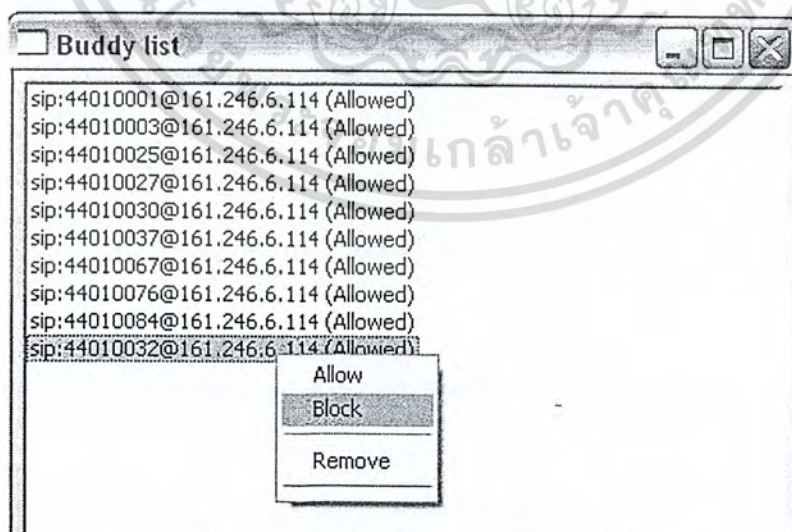 Buddy list
sip:44010001@161.246.6.114 (Allowed)
sip:44010003@161.246.6.114 (Allowed)
sip:44010025@161.246.6.114 (Allowed)
sip:44010027@161.246.6.114 (Allowed)
sip:44010030@161.246.6.114 (Allowed)
sip:44010037@161.246.6.114 (Allowed)
sip:44010067@161.246.6.114 (Allowed)
sip:44010076@161.246.6.114 (Allowed)
sip:44010084@161.246.6.114 (Allowed)
sip:44010032@161.246.6.114 (Allowed)
Allow
Block
Remove